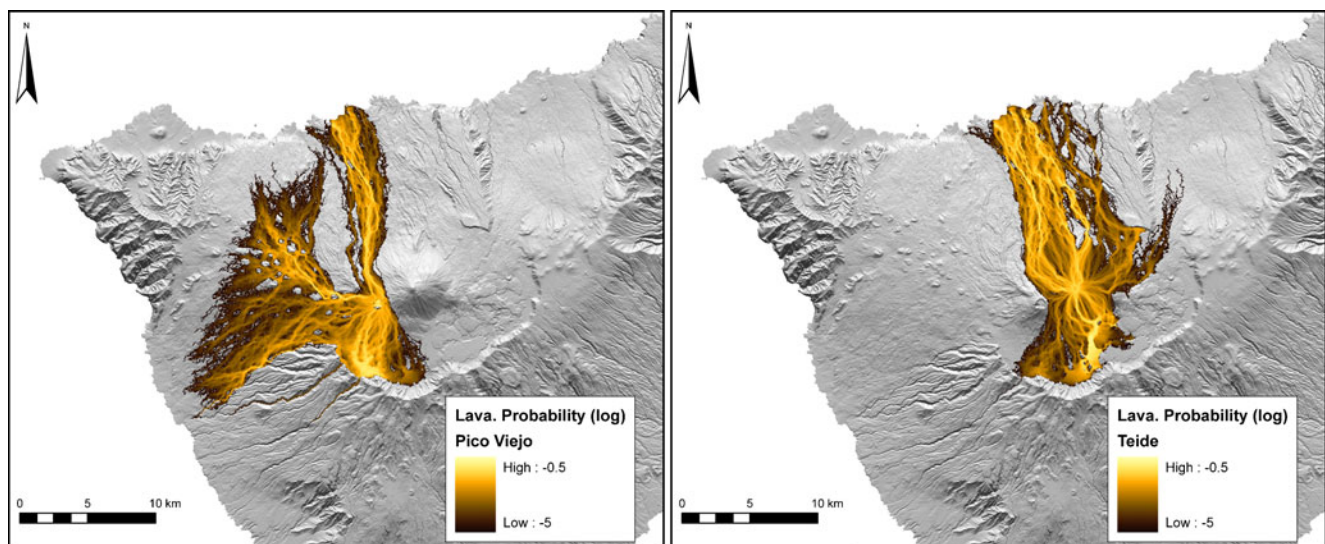 N
Lava. Probability (log)
Pico Viejo
High : -0.5
Low : -5
0 5 10 km
N
Lava. Probability (log)
Teide
High : -0.5
Low : -5
0 5 10 km